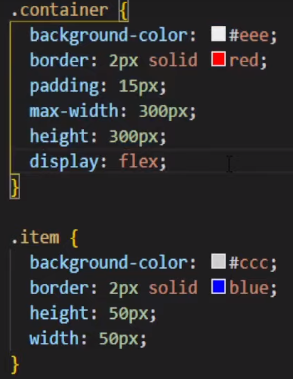 .container {
background-color: #eee;
border: 2px solid red;
padding: 15px;
max-width: 300px;
height: 300px;
display: flex;
}
.item {
background-color: #ccc;
border: 2px solid blue;
height: 50px;
width: 50px;
}